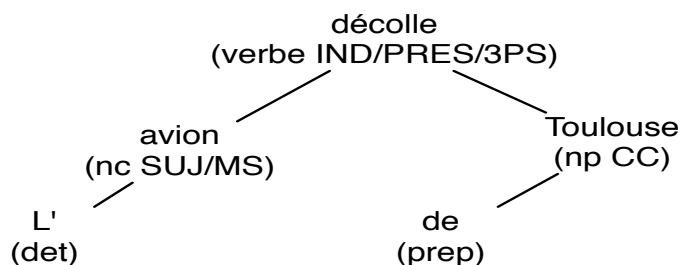 décolle
(verbe IND/PRES/3PS)
avion
(nc SUJ/MS)
Toulouse
(np CC)
L'
(det)
de
(prep)